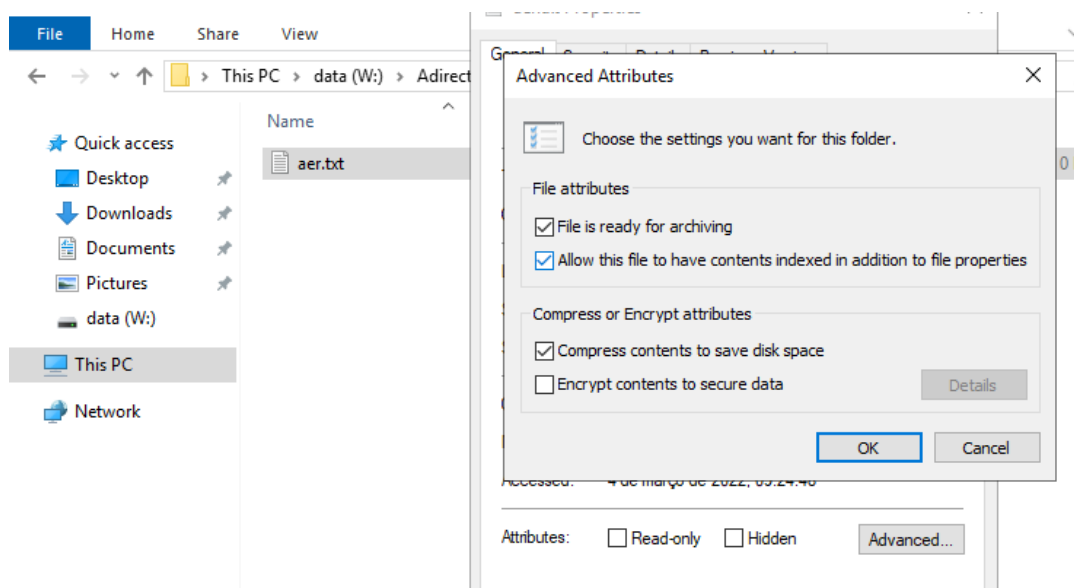 File Home Share View
This PC > data (W:) > Adirect
Name
Quick access
Desktop
Downloads
Documents
Pictures
data (W:)
This PC
Network
aer.txt
General
Advanced Attributes
Choose the settings you want for this folder.
File attributes
File is ready for archiving
Allow this file to have contents indexed in addition to file properties
Compress or Encrypt attributes
Compress contents to save disk space
Encrypt contents to secure data
Details
OK Cancel
Accessed: 4 de março de 2022, 09:24:48
Attributes: Read-only Hidden Advanced...
0